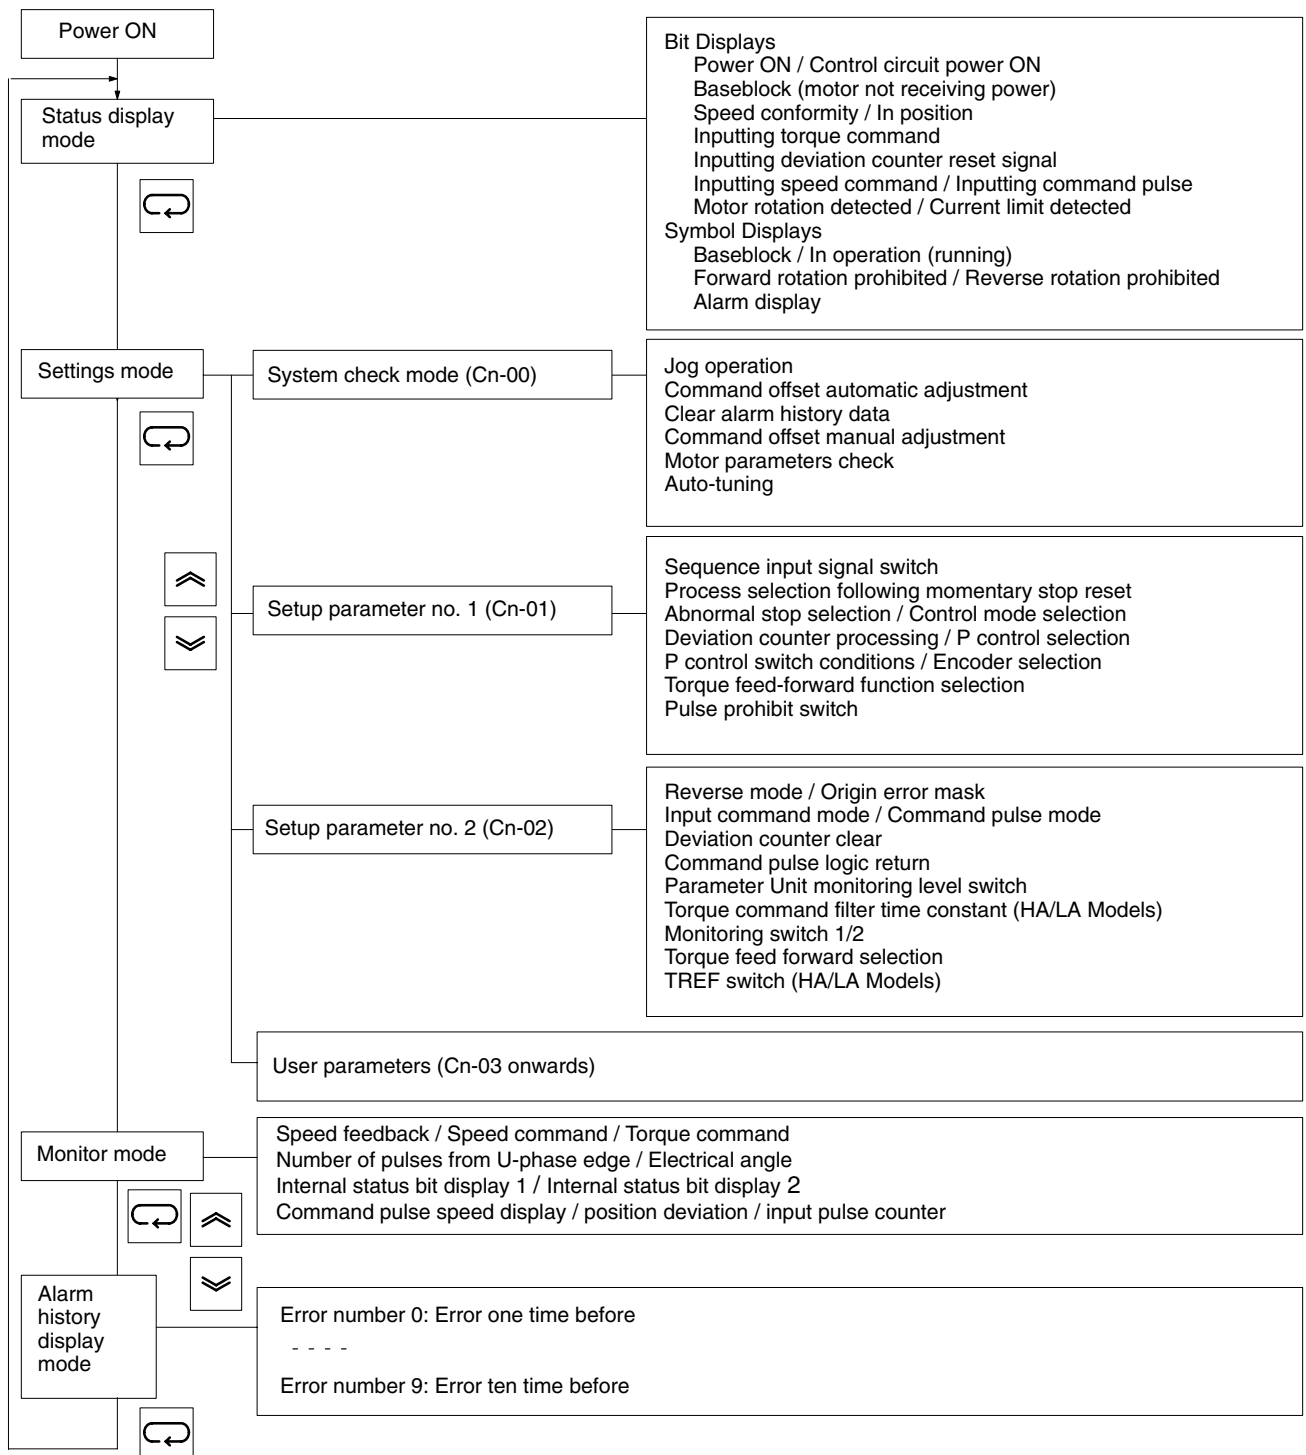 Power ON
Status display
mode
Bit Displays
Power ON / Control circuit power ON
Baseblock (motor not receiving power)
Speed conformity / In position
Inputting torque command
Inputting deviation counter reset signal
Inputting speed command / Inputting command pulse
Motor rotation detected / Current limit detected
Symbol Displays
Baseblock / In operation (running)
Forward rotation prohibited / Reverse rotation prohibited
Alarm display
Settings mode
System check mode (Cn-00)
Jog operation
Command offset automatic adjustment
Clear alarm history data
Command offset manual adjustment
Motor parameters check
Auto-tuning
Setup parameter no. 1 (Cn-01)
Sequence input signal switch
Process selection following momentary stop reset
Abnormal stop selection / Control mode selection
Deviation counter processing / P control selection
P control switch conditions / Encoder selection
Torque feed-forward function selection
Pulse prohibit switch
Setup parameter no. 2 (Cn-02)
Reverse mode / Origin error mask
Input command mode / Command pulse mode
Deviation counter clear
Command pulse logic return
Parameter Unit monitoring level switch
Torque command filter time constant (HA/LA Models)
Monitoring switch 1/2
Torque feed forward selection
TREF switch (HA/LA Models)
User parameters (Cn-03 onwards)
Monitor mode
Speed feedback / Speed command / Torque command
Number of pulses from U-phase edge / Electrical angle
Internal status bit display 1 / Internal status bit display 2
Command pulse speed display / position deviation / input pulse counter
Alarm
history
display
mode
Error number 0: Error one time before
- - - -
Error number 9: Error ten time before